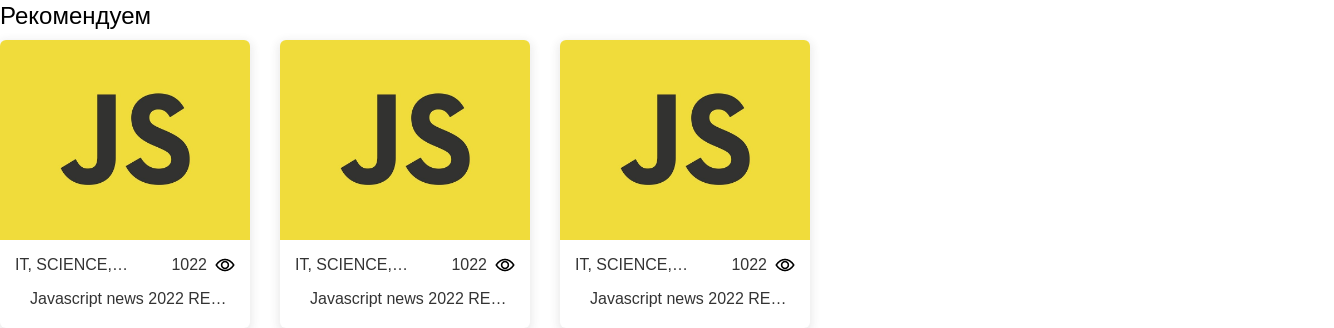 Рекомендуем
JS
JS
JS
IT, SCIENCE,…
1022
IT, SCIENCE,…
1022
IT, SCIENCE,…
1022
Javascript news 2022 RE…
Javascript news 2022 RE…
Javascript news 2022 RE…